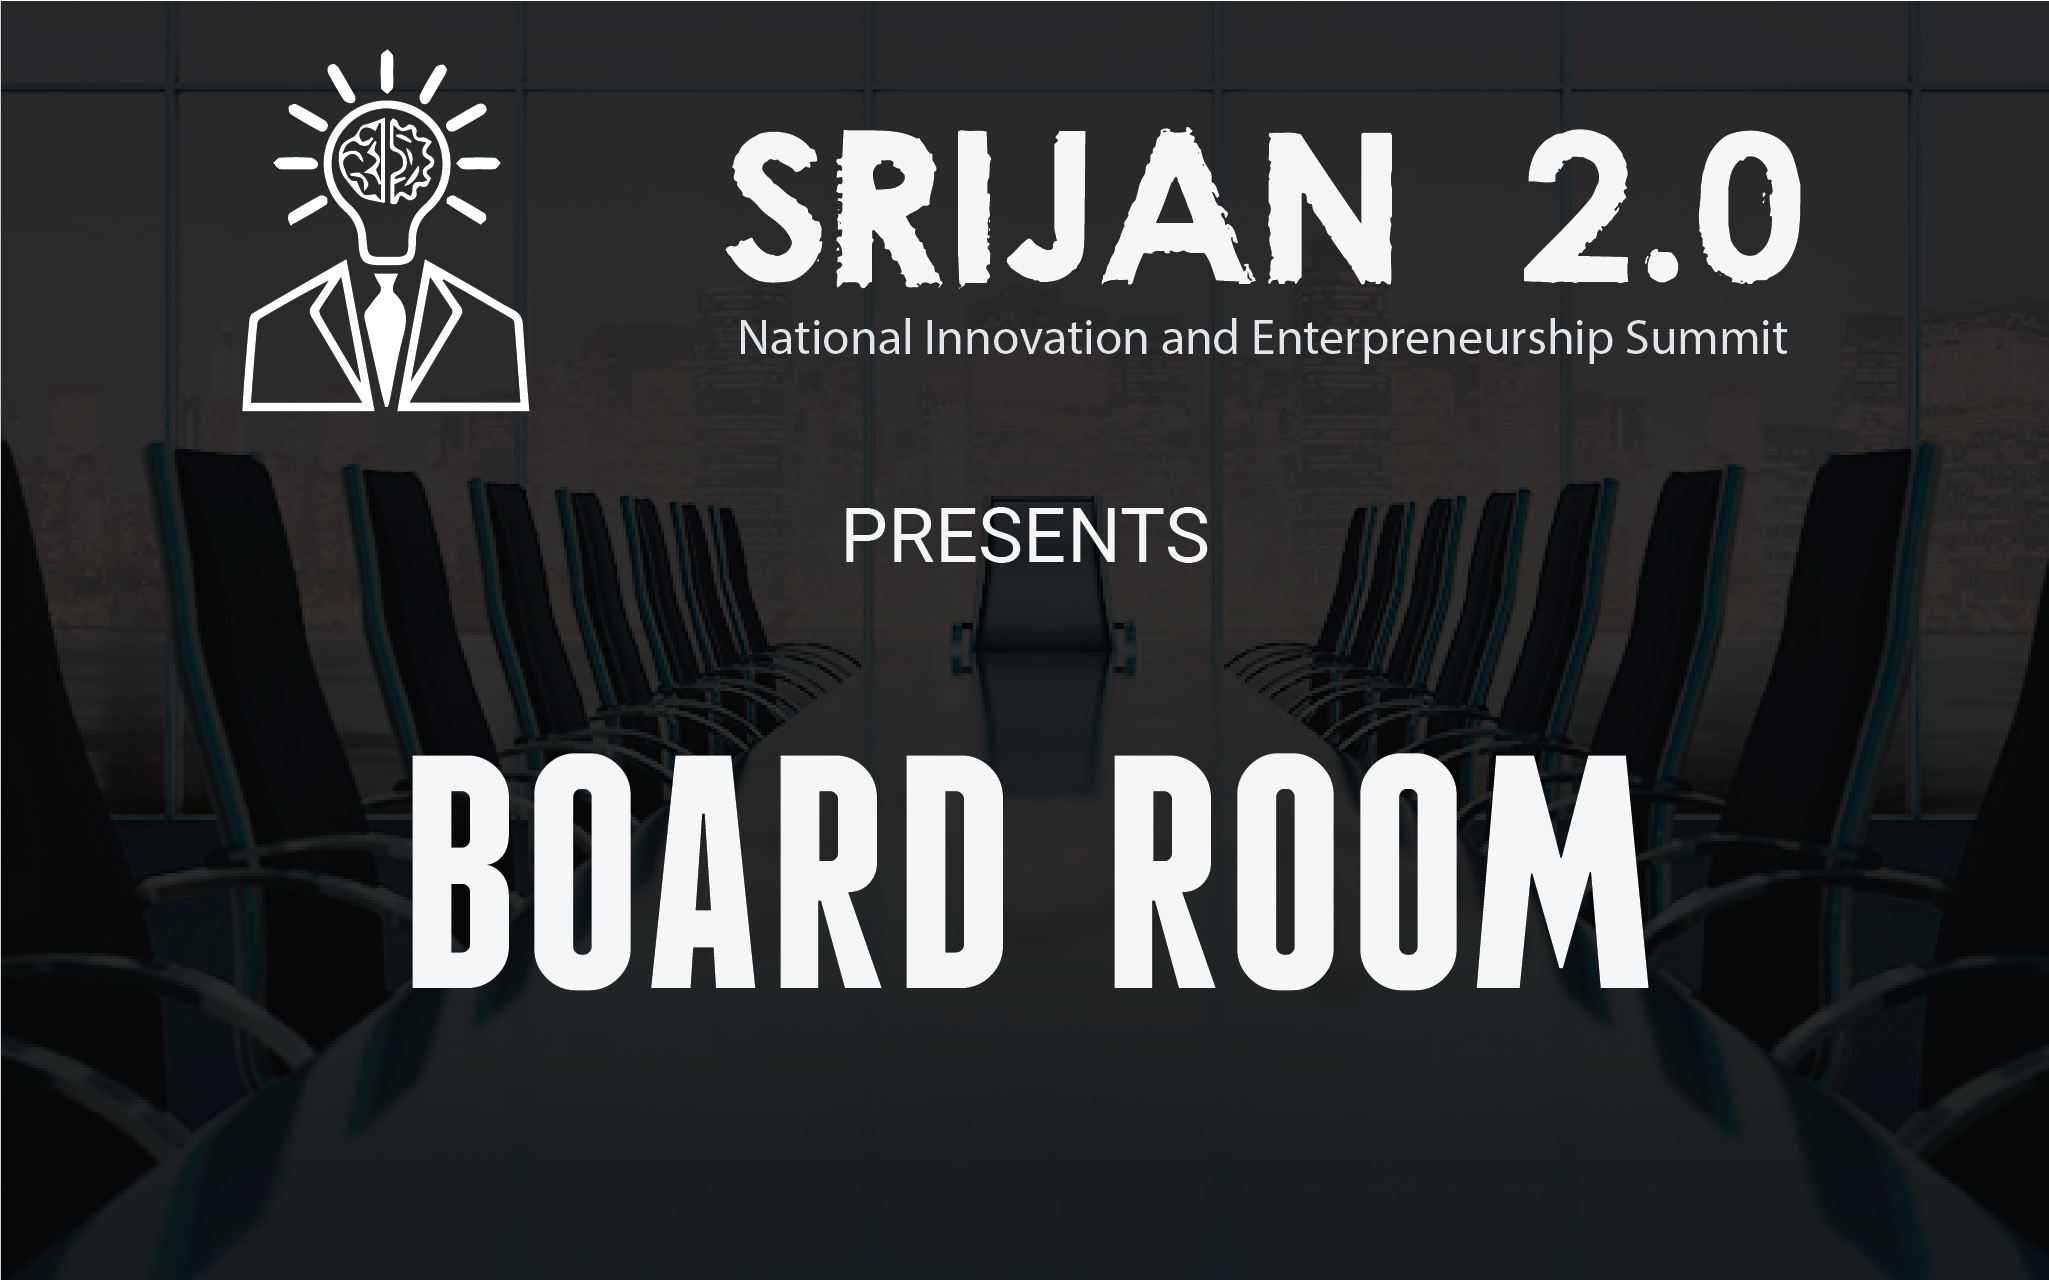 SRIJAN 2.0
National Innovation and Enterpreneurship Summit
PRESENTS
BOARD ROOM